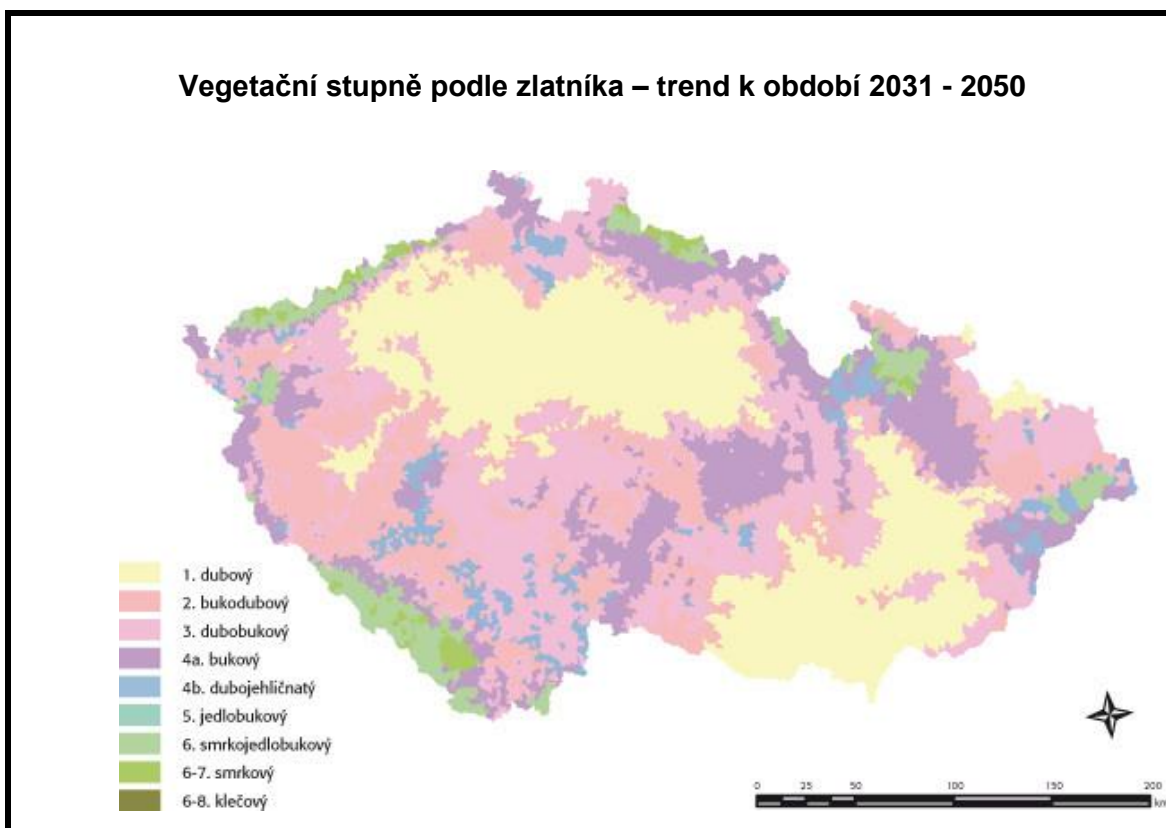 Vegetační stupně podle zlatníka – trend k období 2031 - 2050
1. dubový
2. bukodubový
3. dubobukový
4a. bukový
4b. dubojehličnatý
5. jedlobukový
6. smrkojedlobukový
6-7. smrkový
6-8. klečový
0 25 50 100 150 200
km